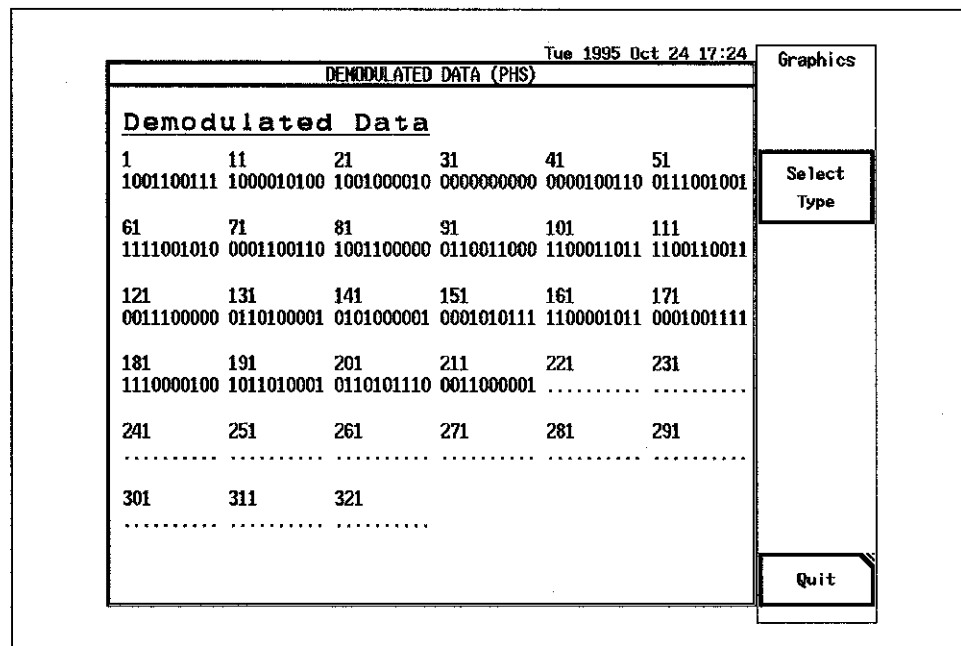 Tue 1995 Oct 24 17:24
DEMODULATED DATA (PHS)
Demodulated Data
1 11 21 31 41 51
1001100111 1000010100 1001000010 0000000000 0000100110 0111001001
61 71 81 91 101 111
1111001010 0001100110 1001100000 0110011000 1100011011 1100110011
121 131 141 151 161 171
0011100000 0110100001 0101000001 0001010111 1100001011 0001001111
181 191 201 211 221 231
1110000100 1011010001 0110101110 0011000001 .......... ..........
241 251 261 271 281 291
.......... .......... .......... .......... .......... ..........
301 311 321
.......... .......... ..........
Graphics
Select
Type
Quit